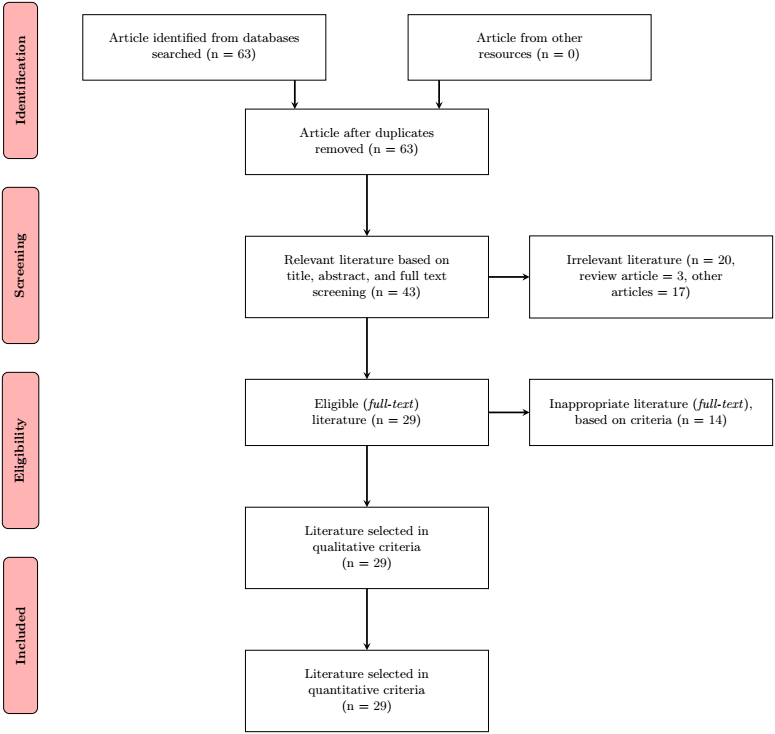 Identification
Article identified from databases
searched (n = 63)
Article from other
resources (n = 0)
Article after duplicates
removed (n = 63)
Screening
Relevant literature based on
title, abstract, and full text
screening (n = 43)
Irrelevant literature (n = 20,
review article = 3, other
articles = 17)
Eligibility
Eligible (full-text)
literature (n = 29)
Inappropriate literature (full-text),
based on criteria (n = 14)
Literature selected in
qualitative criteria
(n = 29)
Included
Literature selected in
quantitative criteria
(n = 29)